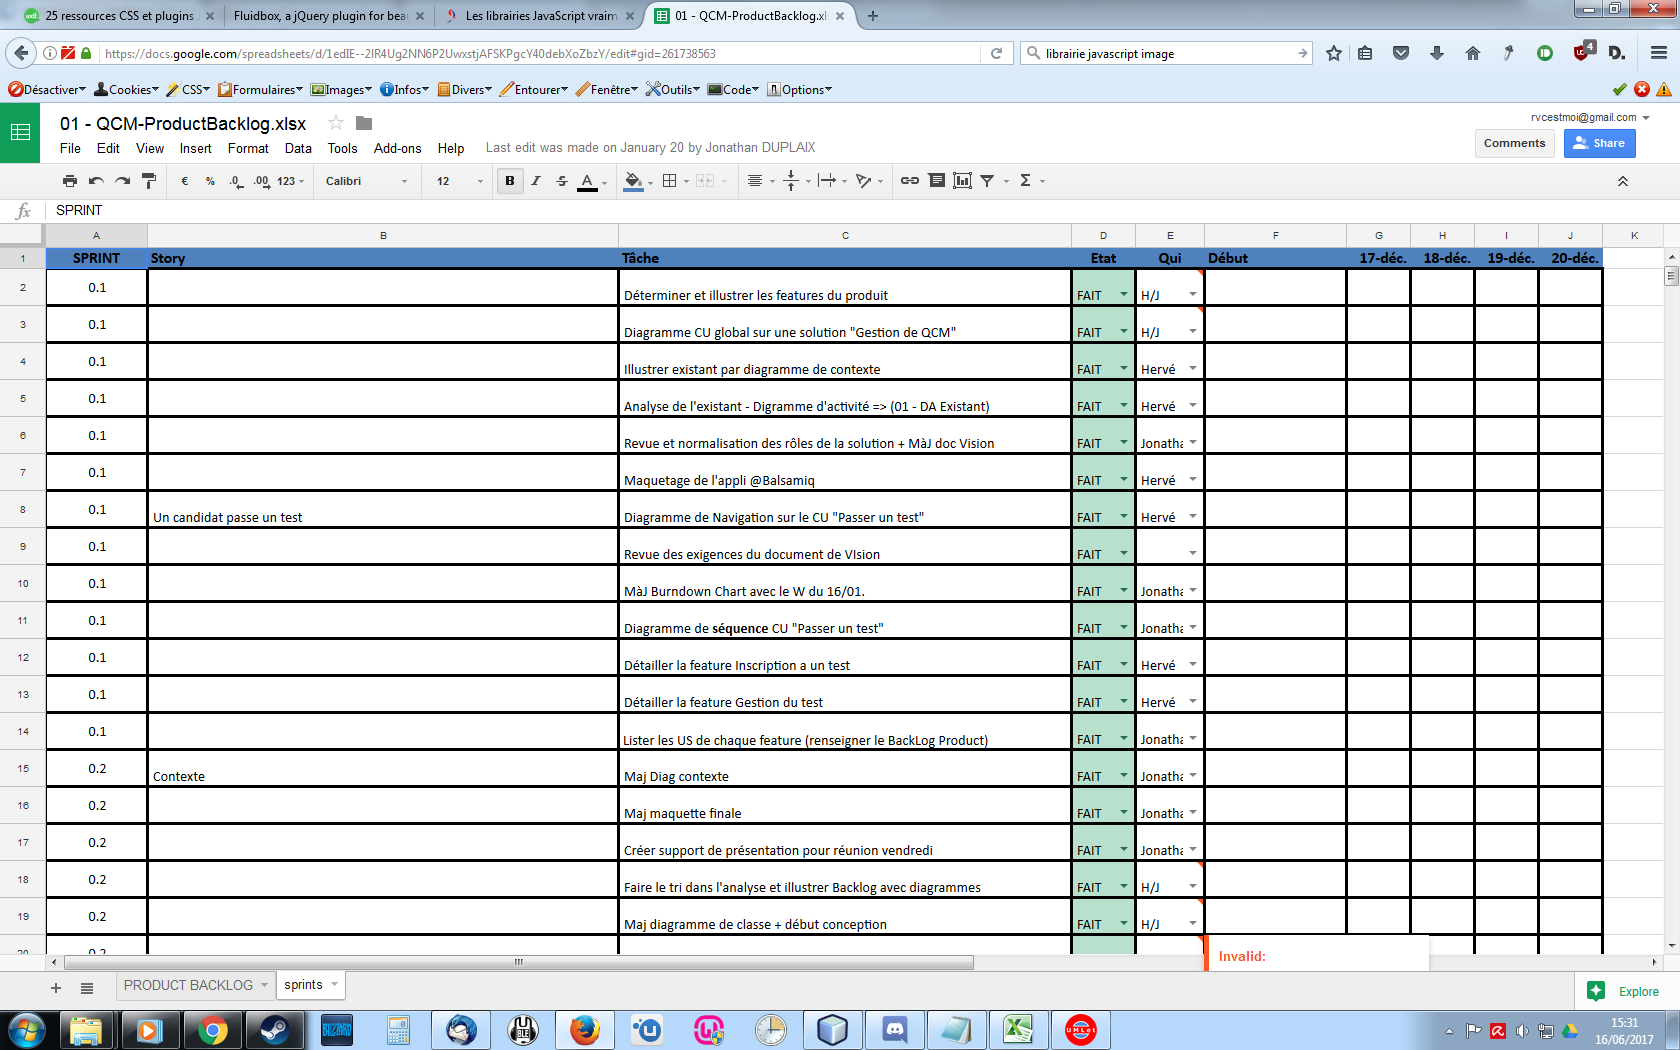 25 ressources CSS et plugins
Fluidbox, a jQuery plugin for bea
Les librairies JavaScript vraim
01 - QCM-ProductBacklog.xls
https://docs.google.com/spreadsheets/d/1edIE--2IR4Ug2NN6P2UwxstjAFSKPgcY40debXoZbzY/edit#gid=261738563
librairie javascript image
4
Désactiver Cookies CSS Formulaires Images Infos Divers Entourer Fenêtre Outils Code Options
01 - QCM-ProductBacklog.xlsx
rvcestmoi@gmail.com
File Edit View Insert Format Data Tools Add-ons Help Last edit was made on January 20 by Jonathan DUPLAIX
Comments Share
€ % .0 .00 123 Calibri 12 B I S A Σ
fx SPRINT
A B C D E F G H I J K
1 SPRINT Story Tâche Etat Qui Début 17-déc. 18-déc. 19-déc. 20-déc.
2 0.1 Déterminer et illustrer les features du produit FAIT H/J
3 0.1 Diagramme CU global sur une solution "Gestion de QCM" FAIT H/J
4 0.1 Illustrer existant par diagramme de contexte FAIT Hervé
5 0.1 Analyse de l'existant - Digramme d'activité => (01 - DA Existant) FAIT Hervé
6 0.1 Revue et normalisation des rôles de la solution + MàJ doc Vision FAIT Jonatha
7 0.1 Maquetage de l'appli @Balsamiq FAIT Hervé
8 0.1 Un candidat passe un test Diagramme de Navigation sur le CU "Passer un test" FAIT Hervé
9 0.1 Revue des exigences du document de VIsion FAIT
10 0.1 MàJ Burndown Chart avec le W du 16/01. FAIT Jonatha
11 0.1 Diagramme de séquence CU "Passer un test" FAIT Jonatha
12 0.1 Détailler la feature Inscription a un test FAIT Hervé
13 0.1 Détailler la feature Gestion du test FAIT Hervé
14 0.1 Lister les US de chaque feature (renseigner le BackLog Product) FAIT Jonatha
15 0.2 Contexte Maj Diag contexte FAIT Jonatha
16 0.2 Maj maquette finale FAIT Jonatha
17 0.2 Créer support de présentation pour réunion vendredi FAIT Jonatha
18 0.2 Faire le tri dans l'analyse et illustrer Backlog avec diagrammes FAIT H/J
19 0.2 Maj diagramme de classe + début conception FAIT H/J
20 0.2
Invalid:
PRODUCT BACKLOG sprints
Explore
BLIZZARD
UMLet
15:31
16/06/2017